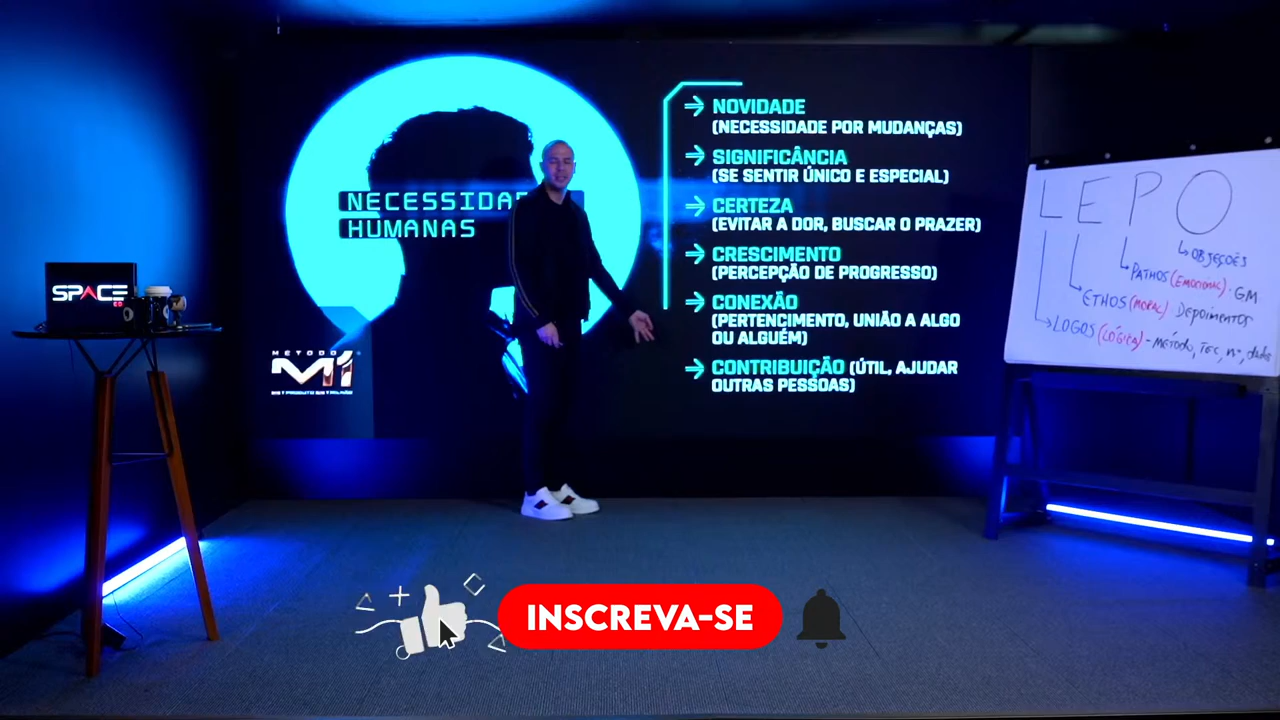 NECESSIDA
HUMANAS
NOVIDADE
(NECESSIDADE POR MUDANÇAS)
SIGNIFICÂNCIA
(SE SENTIR ÚNICO E ESPECIAL)
CERTEZA
(EVITAR A DOR, BUSCAR O PRAZER)
CRESCIMENTO
(PERCEPÇÃO DE PROGRESSO)
CONEXÃO
(PERTENCIMENTO, UNIÃO A ALGO
OU ALGUÉM)
CONTRIBUIÇÃO (ÚTIL, AJUDAR
OUTRAS PESSOAS)
LEPO
OBJEÇÕES
PATHOS (EMOCIONAL) · GM
ETHOS (MORAL) DEPOIMENTOS
LOGOS (LÓGICA) - MÉTODO, TEC, Nº, dados
SPACE
MÉTODO
M1
INSCREVA-SE